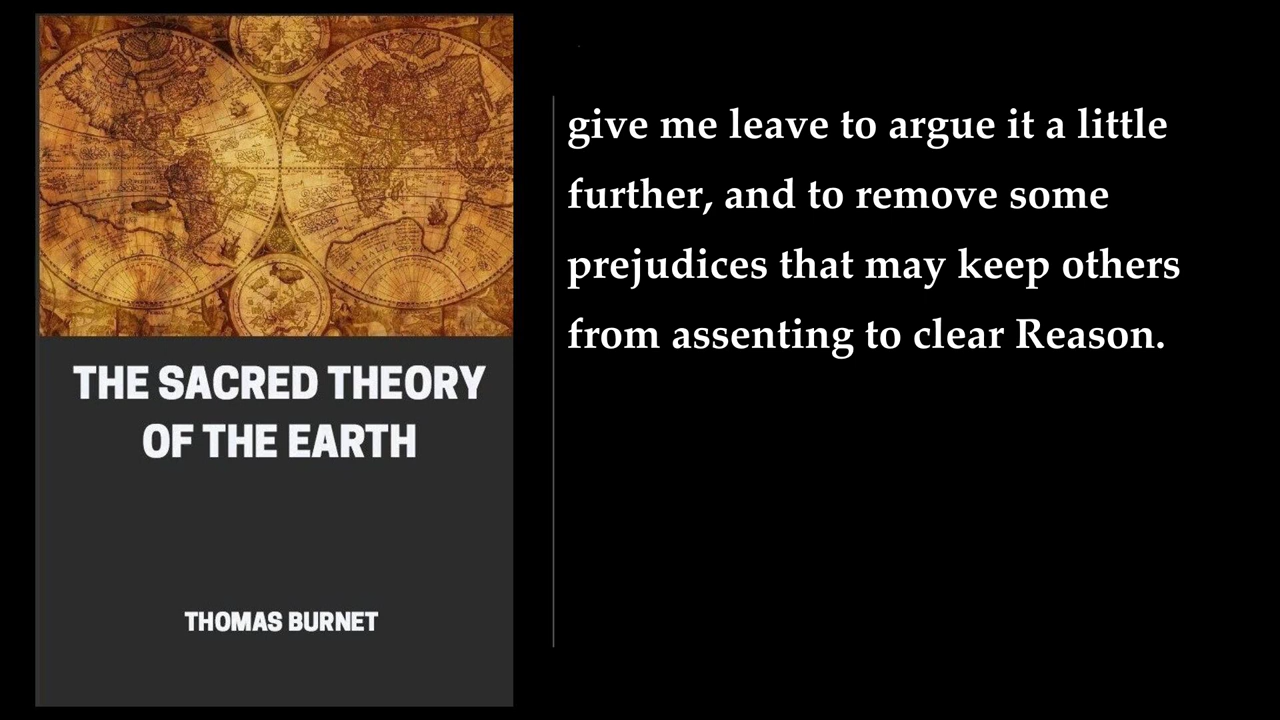 THE SACRED THEORY
OF THE EARTH
THOMAS BURNET
give me leave to argue it a little
further, and to remove some
prejudices that may keep others
from assenting to clear Reason.